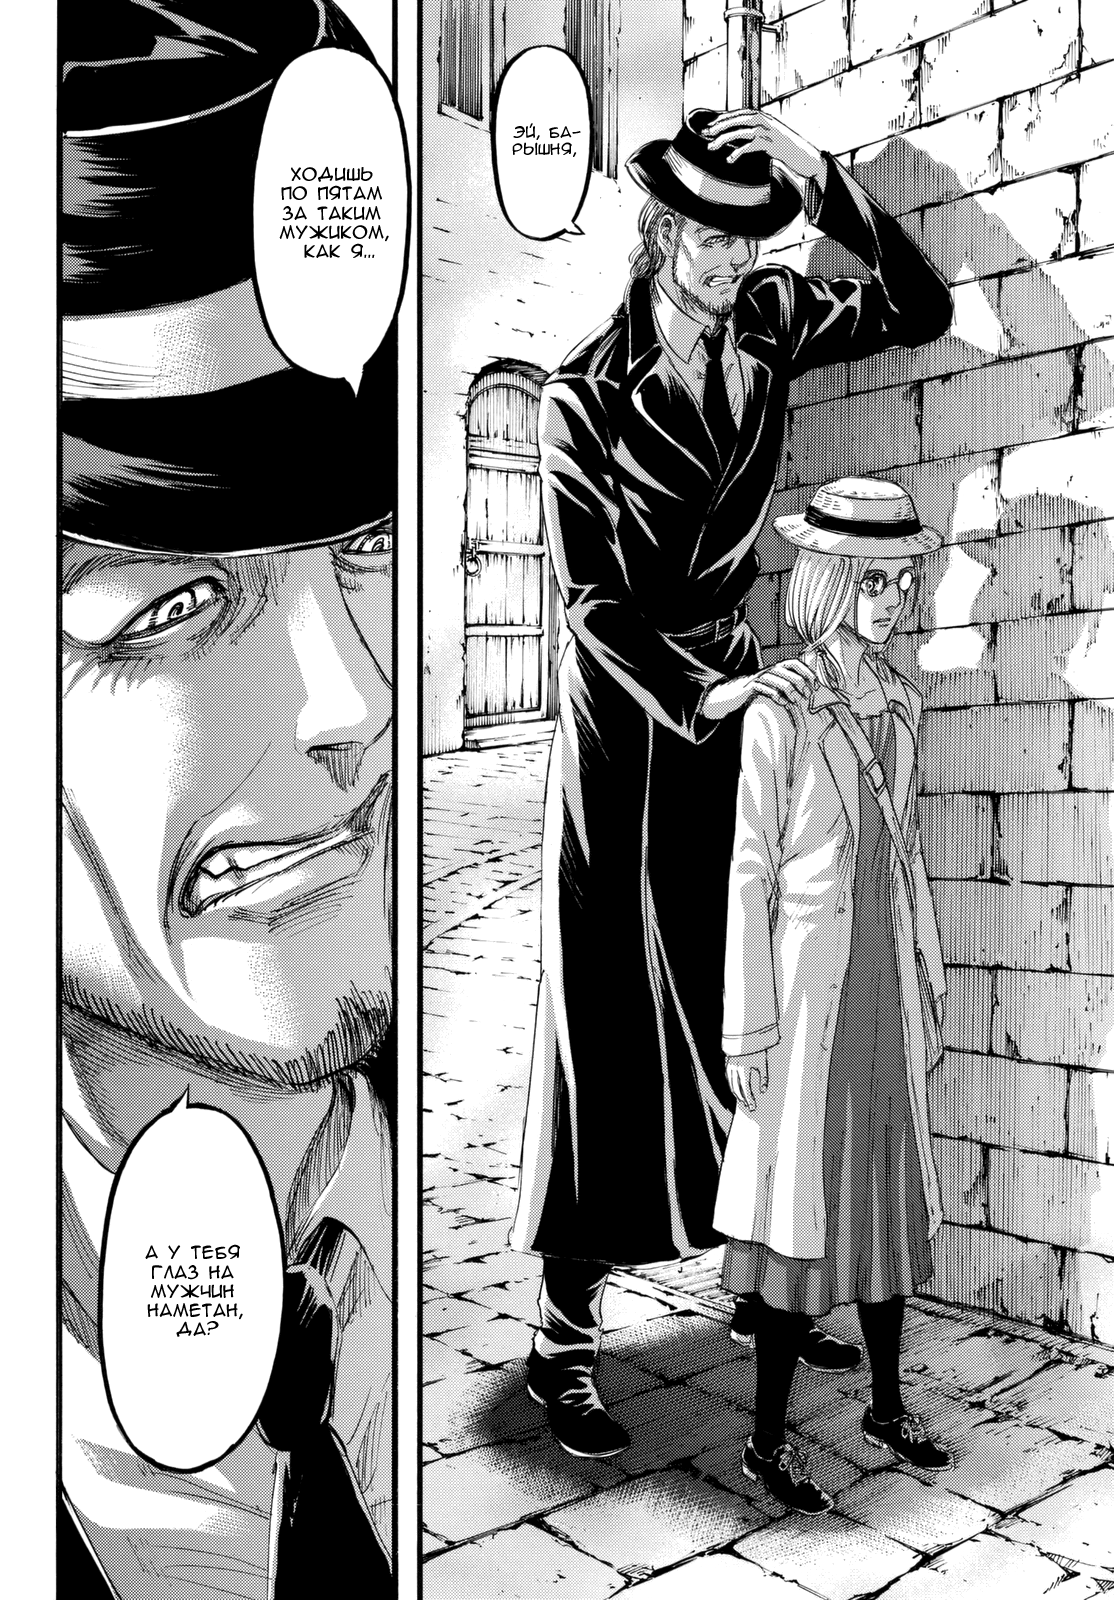 ЭЙ, БА-
РЫШНЯ,
ХОДИШЬ
ПО ПЯТАМ
ЗА ТАКИМ
МУЖИКОМ,
КАК Я...
А У ТЕБЯ
ГЛАЗ НА
МУЖЧИН
НАМЕТАН,
ДА?